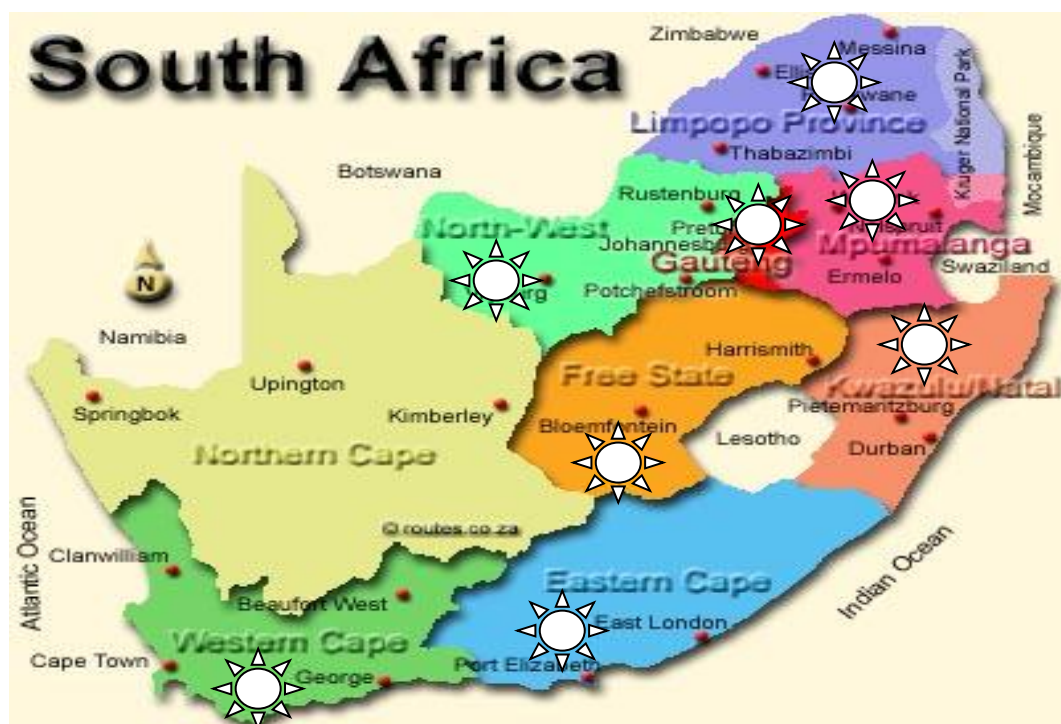 South Africa
Zimbabwe
Messina
Limpopo Province
Thabazimbi
Kruger National Park
Mocambique
Botswana
Rustenburg
North-West
Gauteng
Mpumalanga
Ermelo
Swaziland
Potchefstroom
N
Namibia
Upington
Springbok
Kimberley
Northern Cape
Harrismith
Free State
Bloemfontein
Kwazulu/Natal
Pietermaritzburg
Durban
Lesotho
© routes.co.za
Atlantic Ocean
Clanwilliam
Beaufort West
Western Cape
Cape Town
George
Eastern Cape
East London
Port Elizabeth
Indian Ocean